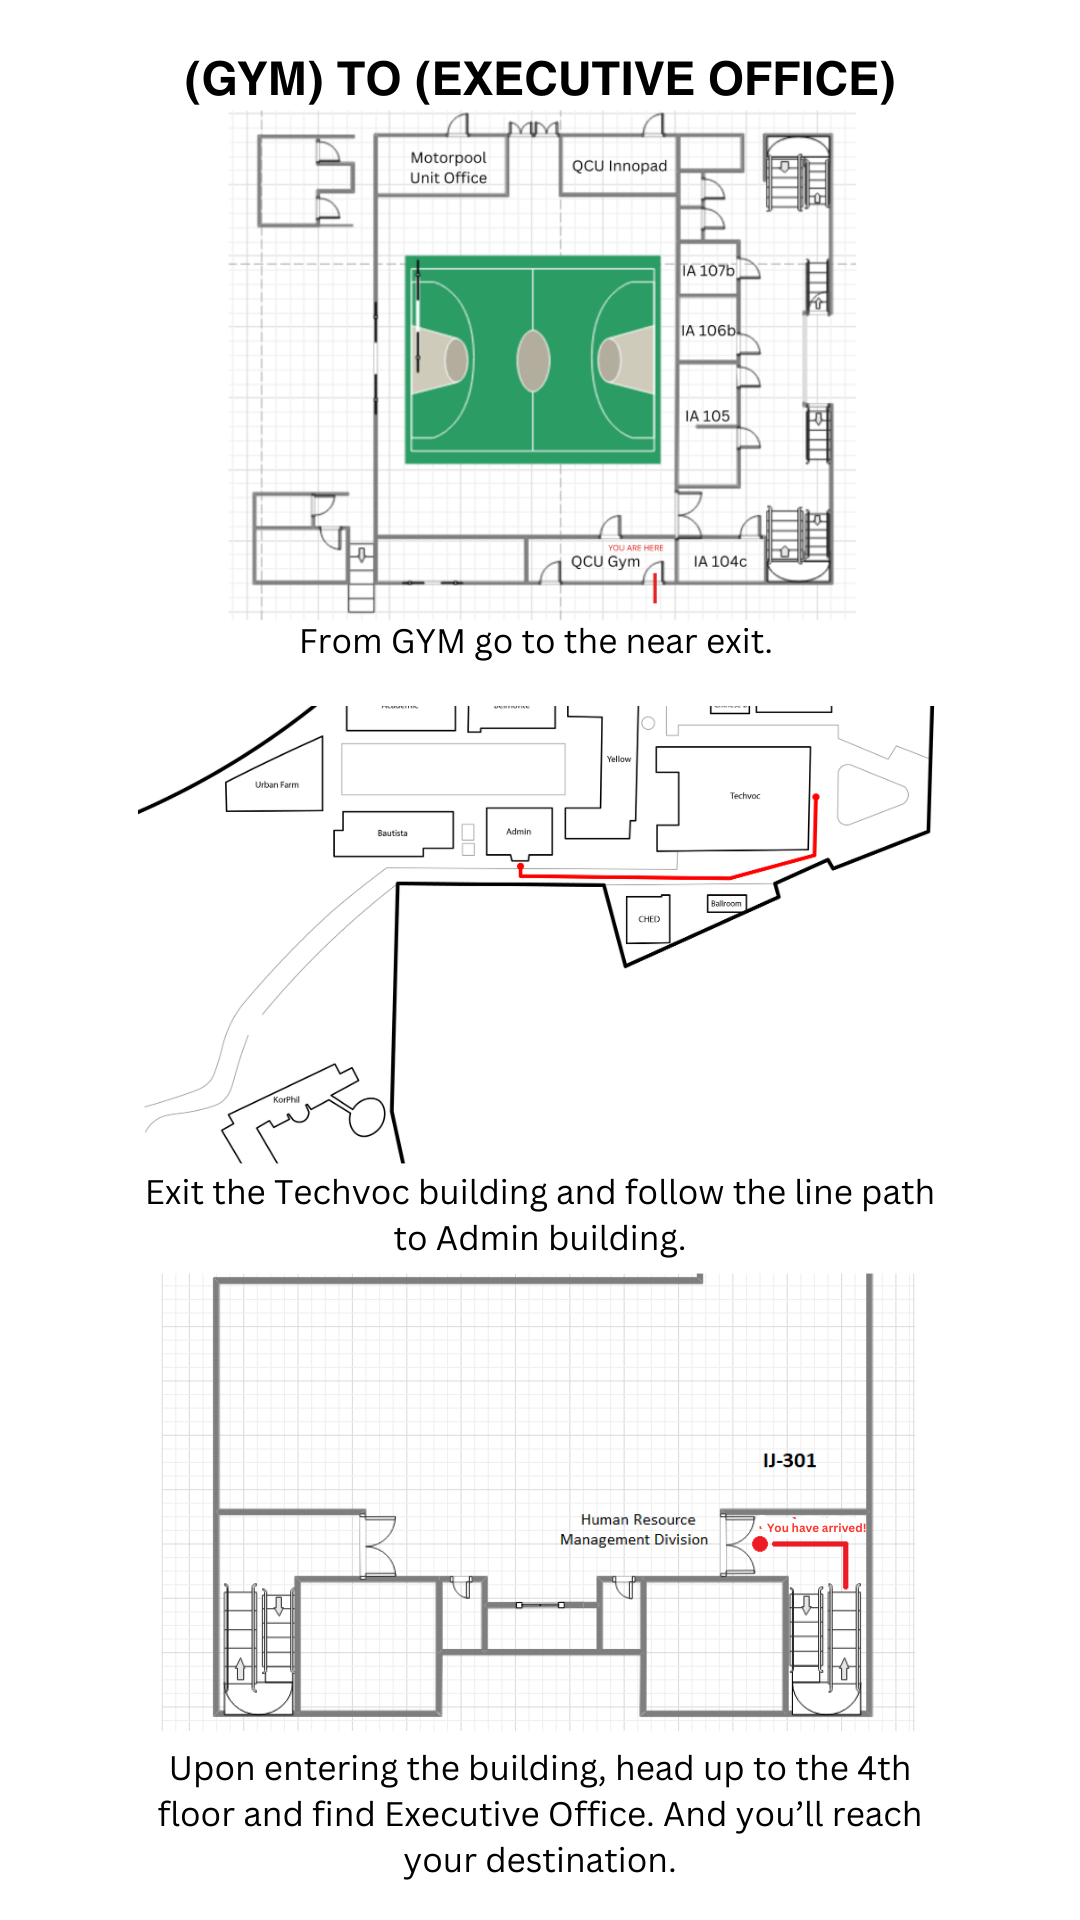 (GYM) TO (EXECUTIVE OFFICE)
Motorpool
Unit Office
QCU Innopad
IA 107b
IA 106b
IA 105
YOU ARE HERE
QCU Gym
IA 104c
From GYM go to the near exit.
Academic
Belmonte
Yellow
Urban Farm
Techvoc
Bautista
Admin
CHED
Ballroom
KorPhil
Exit the Techvoc building and follow the line path
to Admin building.
IJ-301
Human Resource
Management Division
You have arrived!
Upon entering the building, head up to the 4th
floor and find Executive Office. And you’ll reach
your destination.